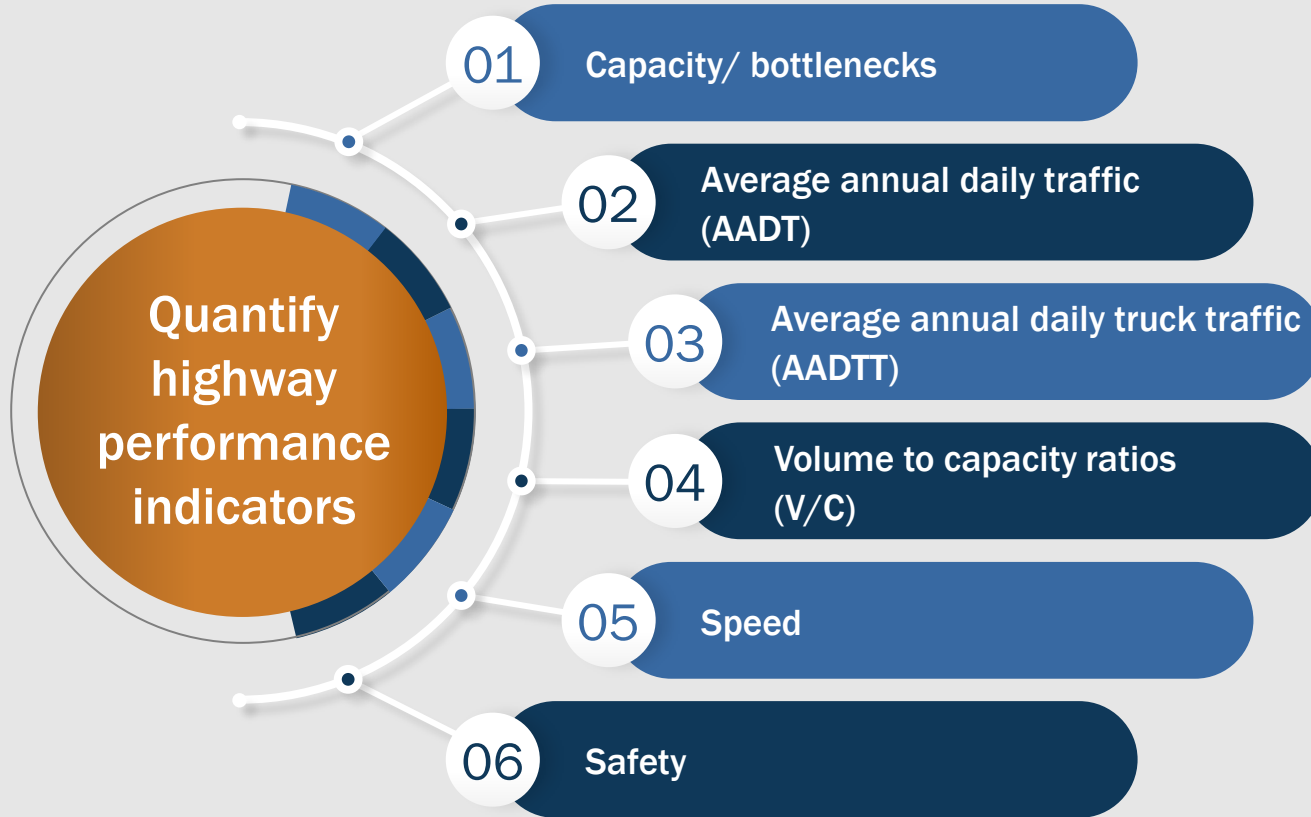 Quantify
highway
performance
indicators
01
Capacity/ bottlenecks
02
Average annual daily traffic
(AADT)
03
Average annual daily truck traffic
(AADTT)
04
Volume to capacity ratios
(V/C)
05
Speed
06
Safety